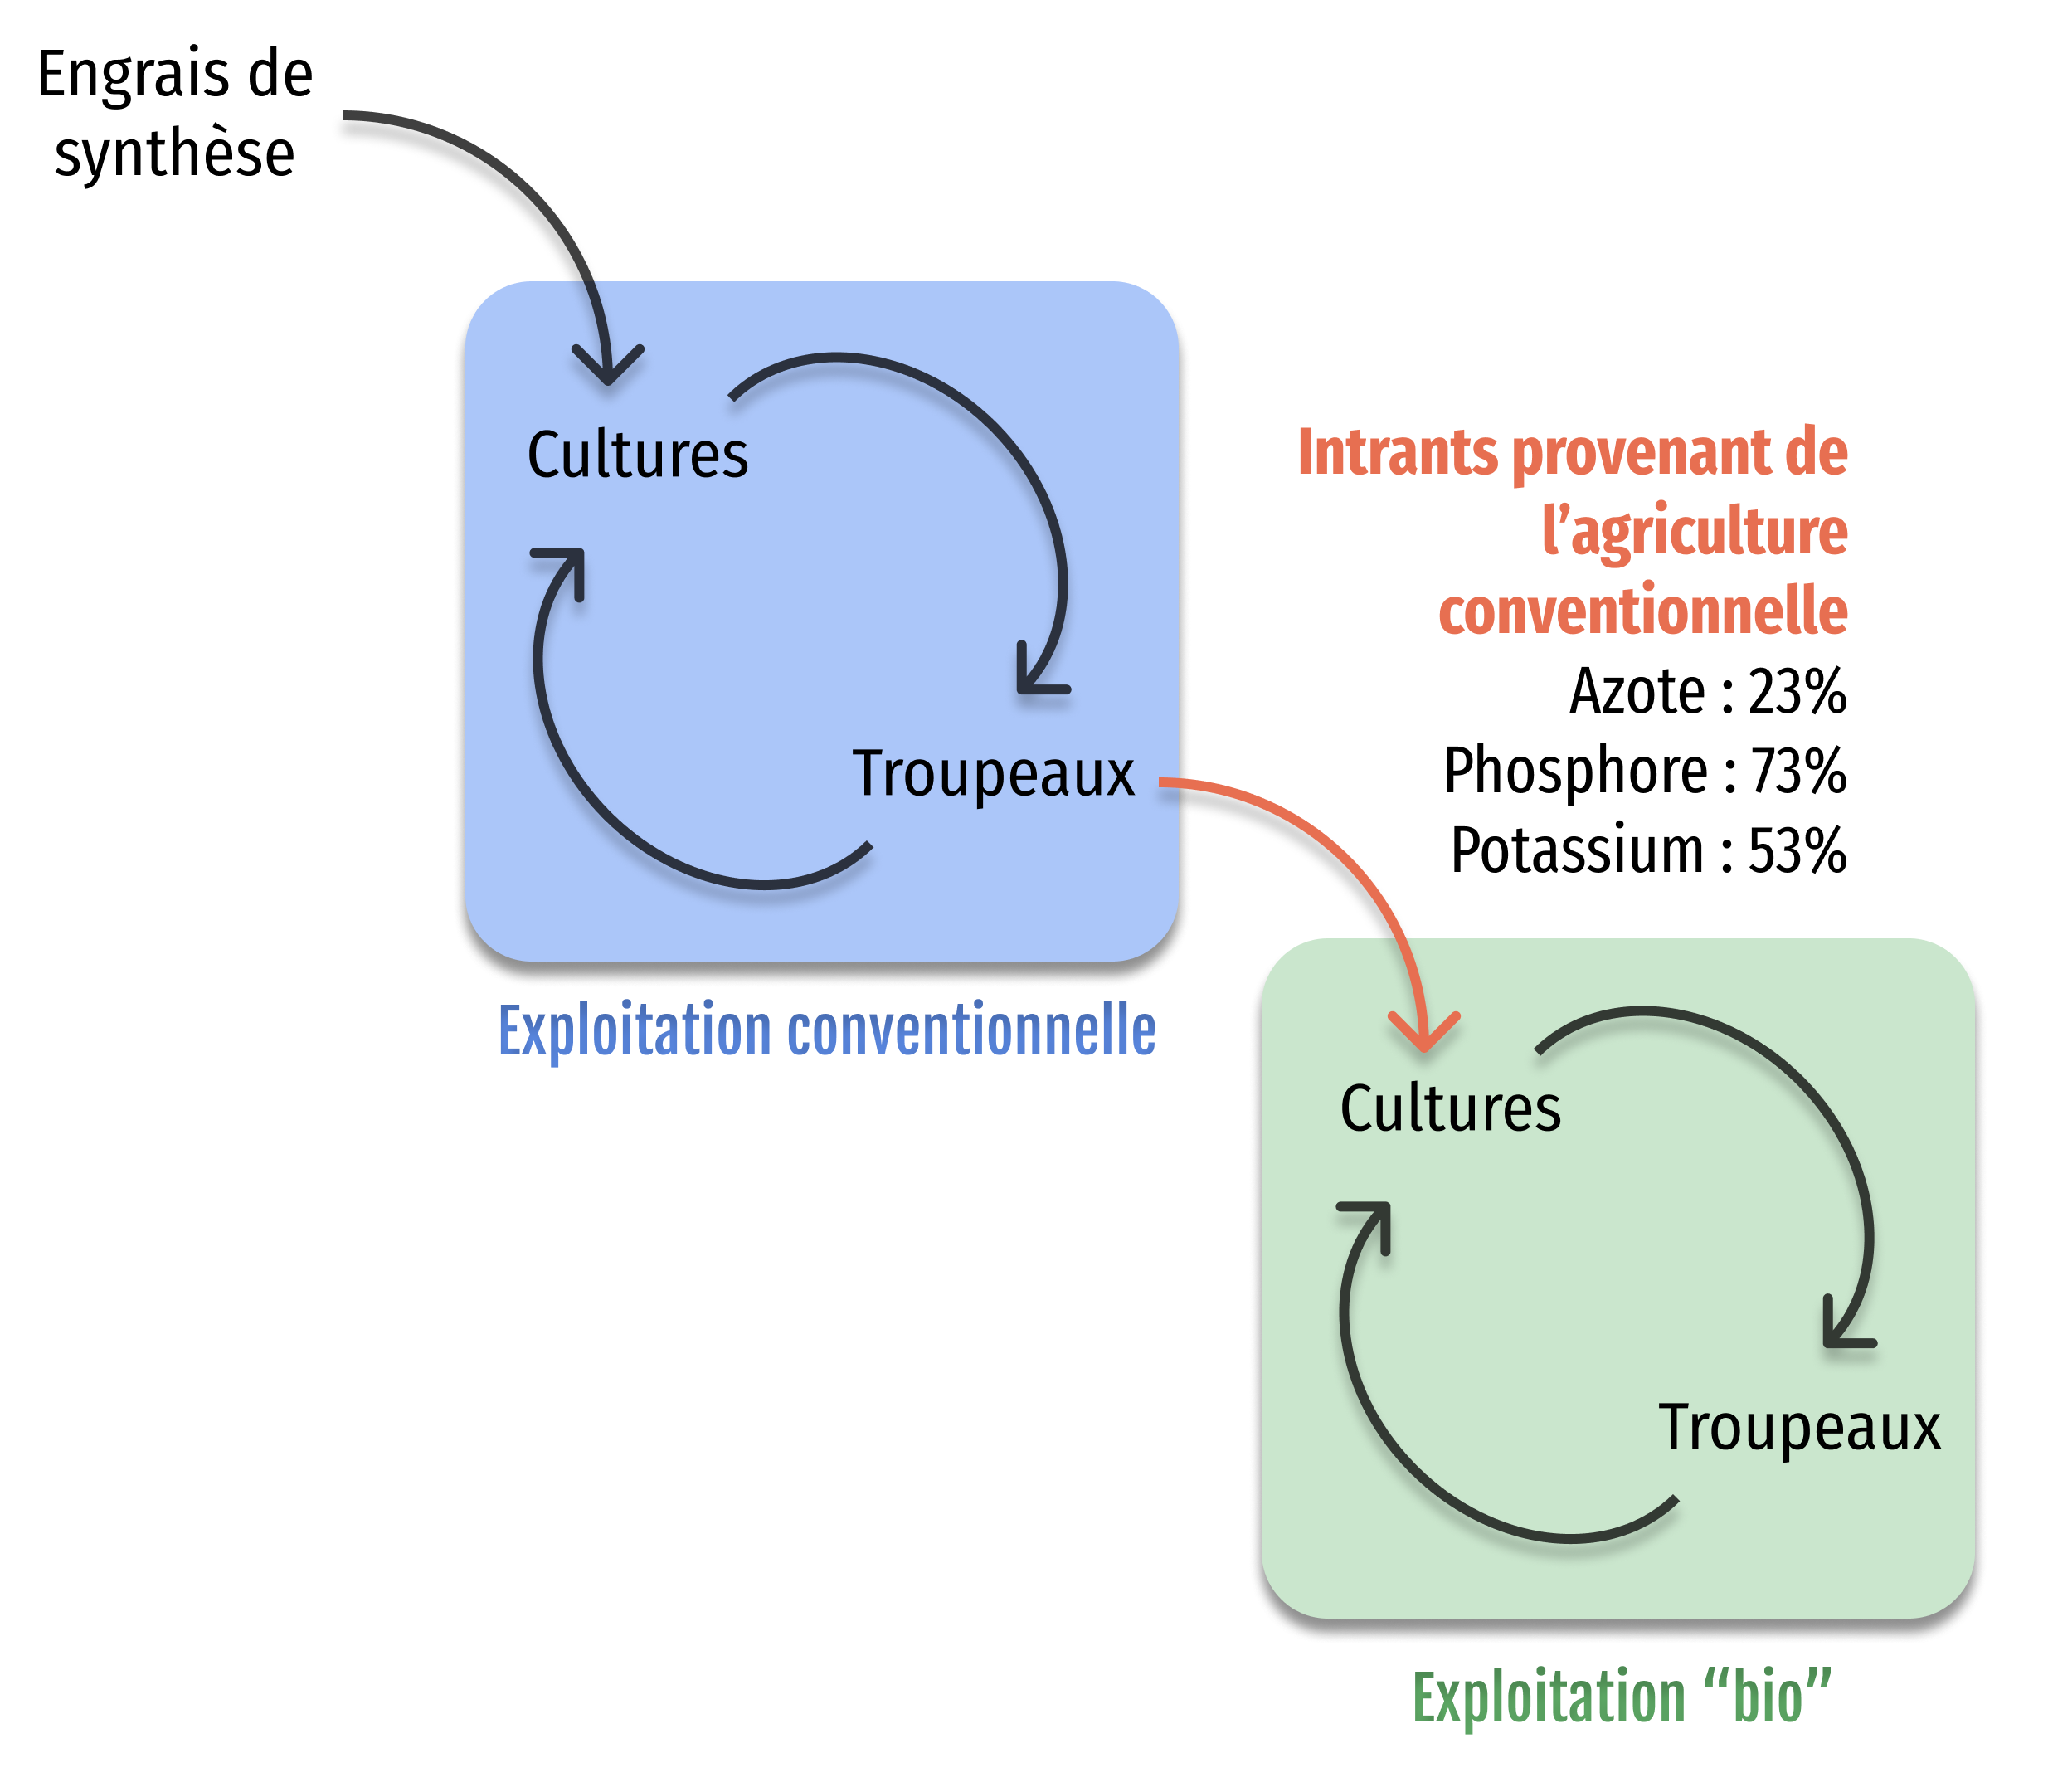 Engrais de
synthèse
Cultures
Troupeaux
Exploitation conventionnelle
Intrants provenant de
l’agriculture
conventionnelle
Azote : 23%
Phosphore : 73%
Potassium : 53%
Cultures
Troupeaux
Exploitation “bio”